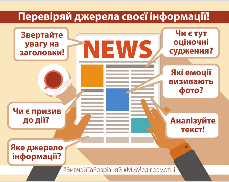 Перевіряй джерела своєї інформації!
Звертайте
увагу на
заголовки!
NEWS
Чи є тут
оціночні
судження?
Які емоції
визивають
фото?
Чи є призив
до дії?
Аналізуйте
текст!
Яке джерело
інформації?